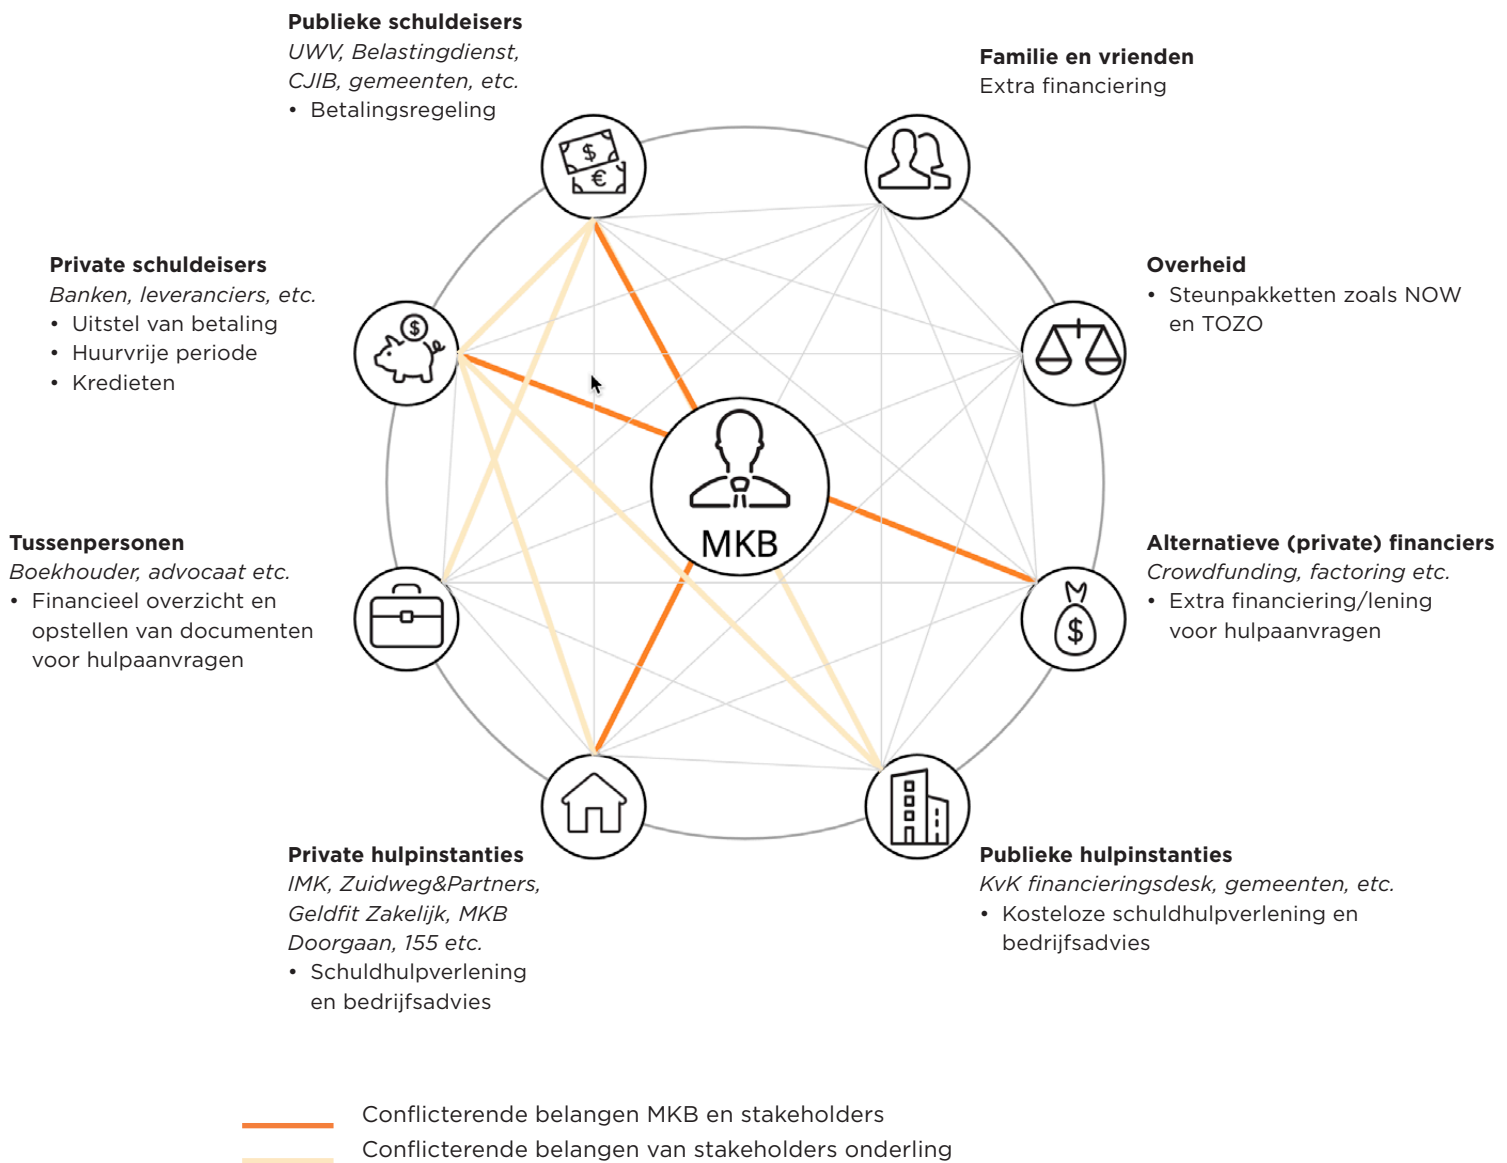 Publieke schuldeisers
UWV, Belastingdienst,
CJIB, gemeenten, etc.
• Betalingsregeling
Familie en vrienden
Extra financiering
$
€
Private schuldeisers
Banken, leveranciers, etc.
• Uitstel van betaling
• Huurvrije periode
• Kredieten
$
Overheid
• Steunpakketten zoals NOW
en TOZO
MKB
Tussenpersonen
Boekhouder, advocaat etc.
• Financieel overzicht en
opstellen van documenten
voor hulpaanvragen
Alternatieve (private) financiers
Crowdfunding, factoring etc.
• Extra financiering/lening
voor hulpaanvragen
$
Private hulpinstanties
IMK, Zuidweg&Partners,
Geldfit Zakelijk, MKB
Doorgaan, 155 etc.
• Schuldhulpverlening
en bedrijfsadvies
Publieke hulpinstanties
KvK financieringsdesk, gemeenten, etc.
• Kosteloze schuldhulpverlening en
bedrijfsadvies
Conflicterende belangen MKB en stakeholders
Conflicterende belangen van stakeholders onderling